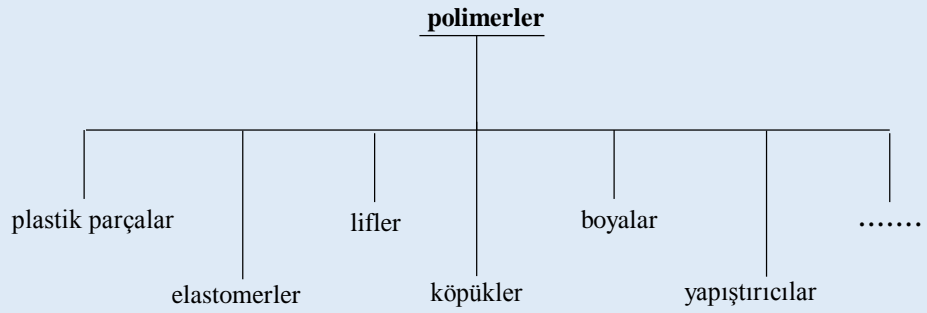 polimerler
plastik parçalar
lifler
boyalar
.......
elastomerler
köpükler
yapıştırıcılar